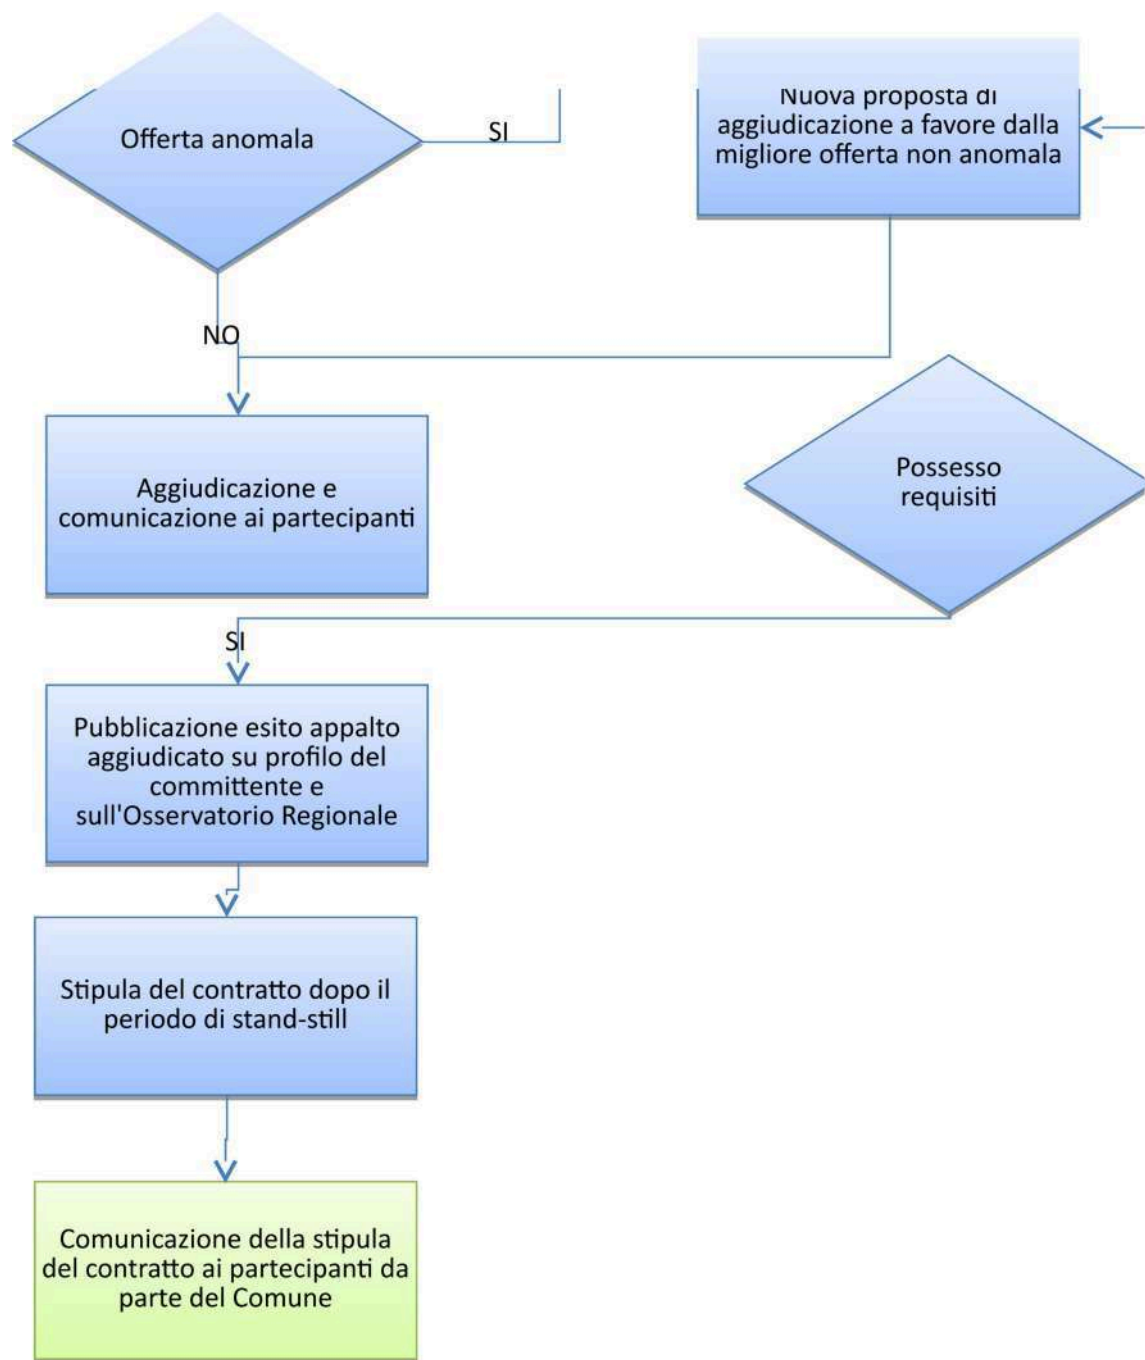 Offerta anomala
SI
Nuova proposta di
aggiudicazione a favore dalla
migliore offerta non anomala
NO
Aggiudicazione e
comunicazione ai partecipanti
Possesso
requisiti
SI
Pubblicazione esito appalto
aggiudicato su profilo del
committente e
sull'Osservatorio Regionale
Stipula del contratto dopo il
periodo di stand-still
Comunicazione della stipula
del contratto ai partecipanti da
parte del Comune